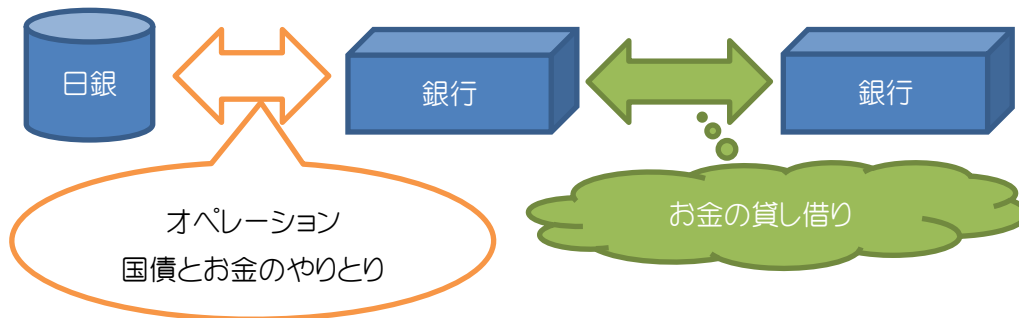 日銀
銀行
銀行
オペレーション
国債とお金のやりとり
お金の貸し借り